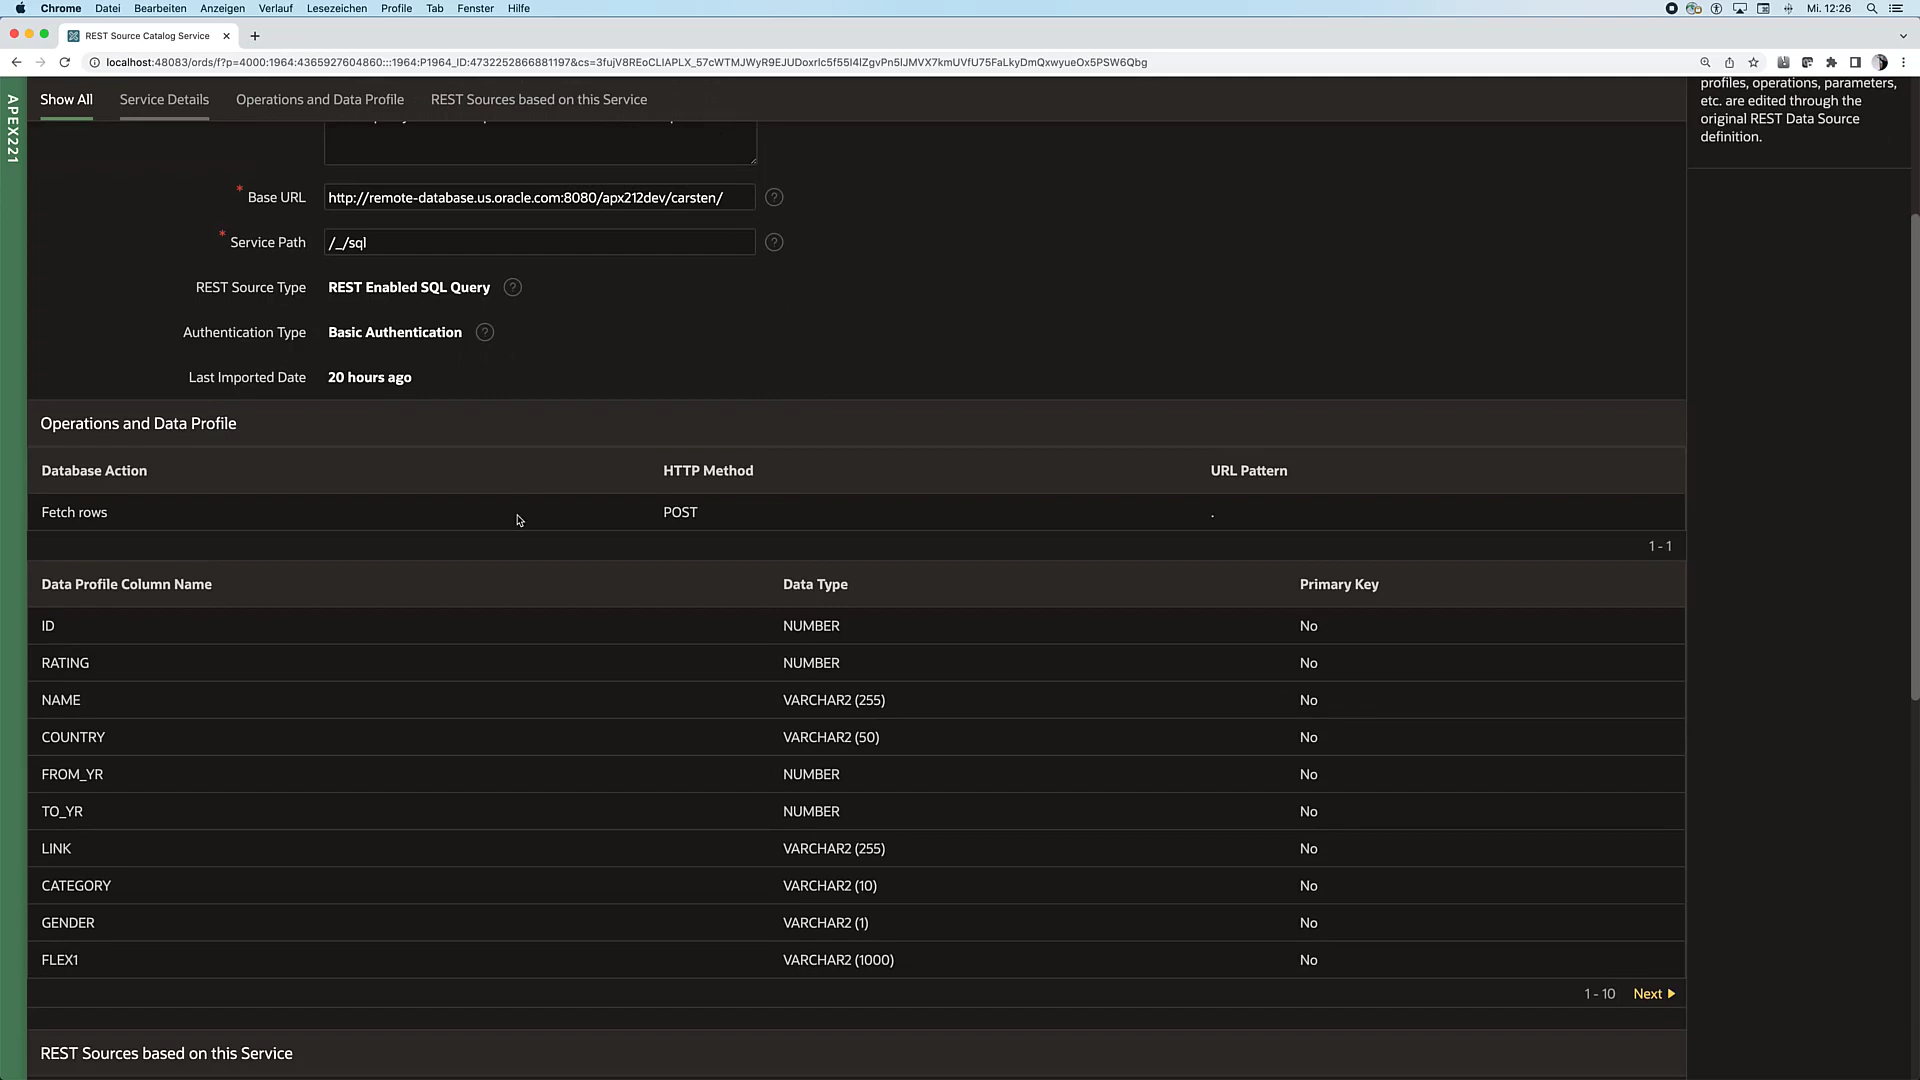 Chrome Datei Bearbeiten Anzeigen Verlauf Lesezeichen Profile Tab Fenster Hilfe Mi. 12:26
REST Source Catalog Service
localhost:48083/ords/f?p=4000:1964:4365927604860:::1964:P1964_ID:4732252866881197&cs=3fujV8REoCLIAPLX_57cWTMJWyR9EJUDoxrlc5f55I4IZgvPn5IJMVX7kmUVfU75FaLkyDmQxwyueOx5PSW6Qbg
APEX221
Show All Service Details Operations and Data Profile REST Sources based on this Service
profiles, operations, parameters,
etc. are edited through the
original REST Data Source
definition.
* Base URL http://remote-database.us.oracle.com:8080/apx212dev/carsten/ ?
* Service Path /_/sql ?
REST Source Type REST Enabled SQL Query ?
Authentication Type Basic Authentication ?
Last Imported Date 20 hours ago
Operations and Data Profile
Database Action HTTP Method URL Pattern
Fetch rows POST .
1 - 1
Data Profile Column Name Data Type Primary Key
ID NUMBER No
RATING NUMBER No
NAME VARCHAR2 (255) No
COUNTRY VARCHAR2 (50) No
FROM_YR NUMBER No
TO_YR NUMBER No
LINK VARCHAR2 (255) No
CATEGORY VARCHAR2 (10) No
GENDER VARCHAR2 (1) No
FLEX1 VARCHAR2 (1000) No
1 - 10 Next
REST Sources based on this Service